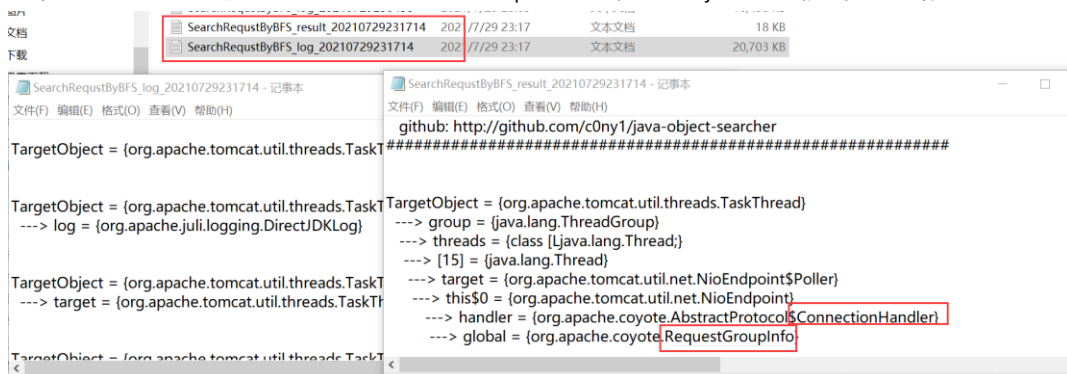 文档
下载
SearchRequstByBFS_result_20210729231714 2021/7/29 23:17 文本文档 18 KB
SearchRequstByBFS_log_20210729231714 2021/7/29 23:17 文本文档 20,703 KB
SearchRequstByBFS_log_20210729231714 - 记事本
文件(F) 编辑(E) 格式(O) 查看(V) 帮助(H)
TargetObject = {org.apache.tomcat.util.threads.TaskT
TargetObject = {org.apache.tomcat.util.threads.TaskT
---> log = {org.apache.juli.logging.DirectJDKLog}
TargetObject = {org.apache.tomcat.util.threads.TaskT
---> target = {org.apache.tomcat.util.threads.TaskTh
TargetObject = {org.apache.tomcat.util.threads.TaskT
SearchRequstByBFS_result_20210729231714 - 记事本
文件(F) 编辑(E) 格式(O) 查看(V) 帮助(H)
github: http://github.com/c0ny1/java-object-searcher
#############################################################
TargetObject = {org.apache.tomcat.util.threads.TaskThread}
---> group = {java.lang.ThreadGroup}
---> threads = {class [Ljava.lang.Thread;}
---> [15] = {java.lang.Thread}
---> target = {org.apache.tomcat.util.net.NioEndpoint$Poller}
---> this$0 = {org.apache.tomcat.util.net.NioEndpoint}
---> handler = {org.apache.coyote.AbstractProtocol$ConnectionHandler}
---> global = {org.apache.coyote.RequestGroupInfo}